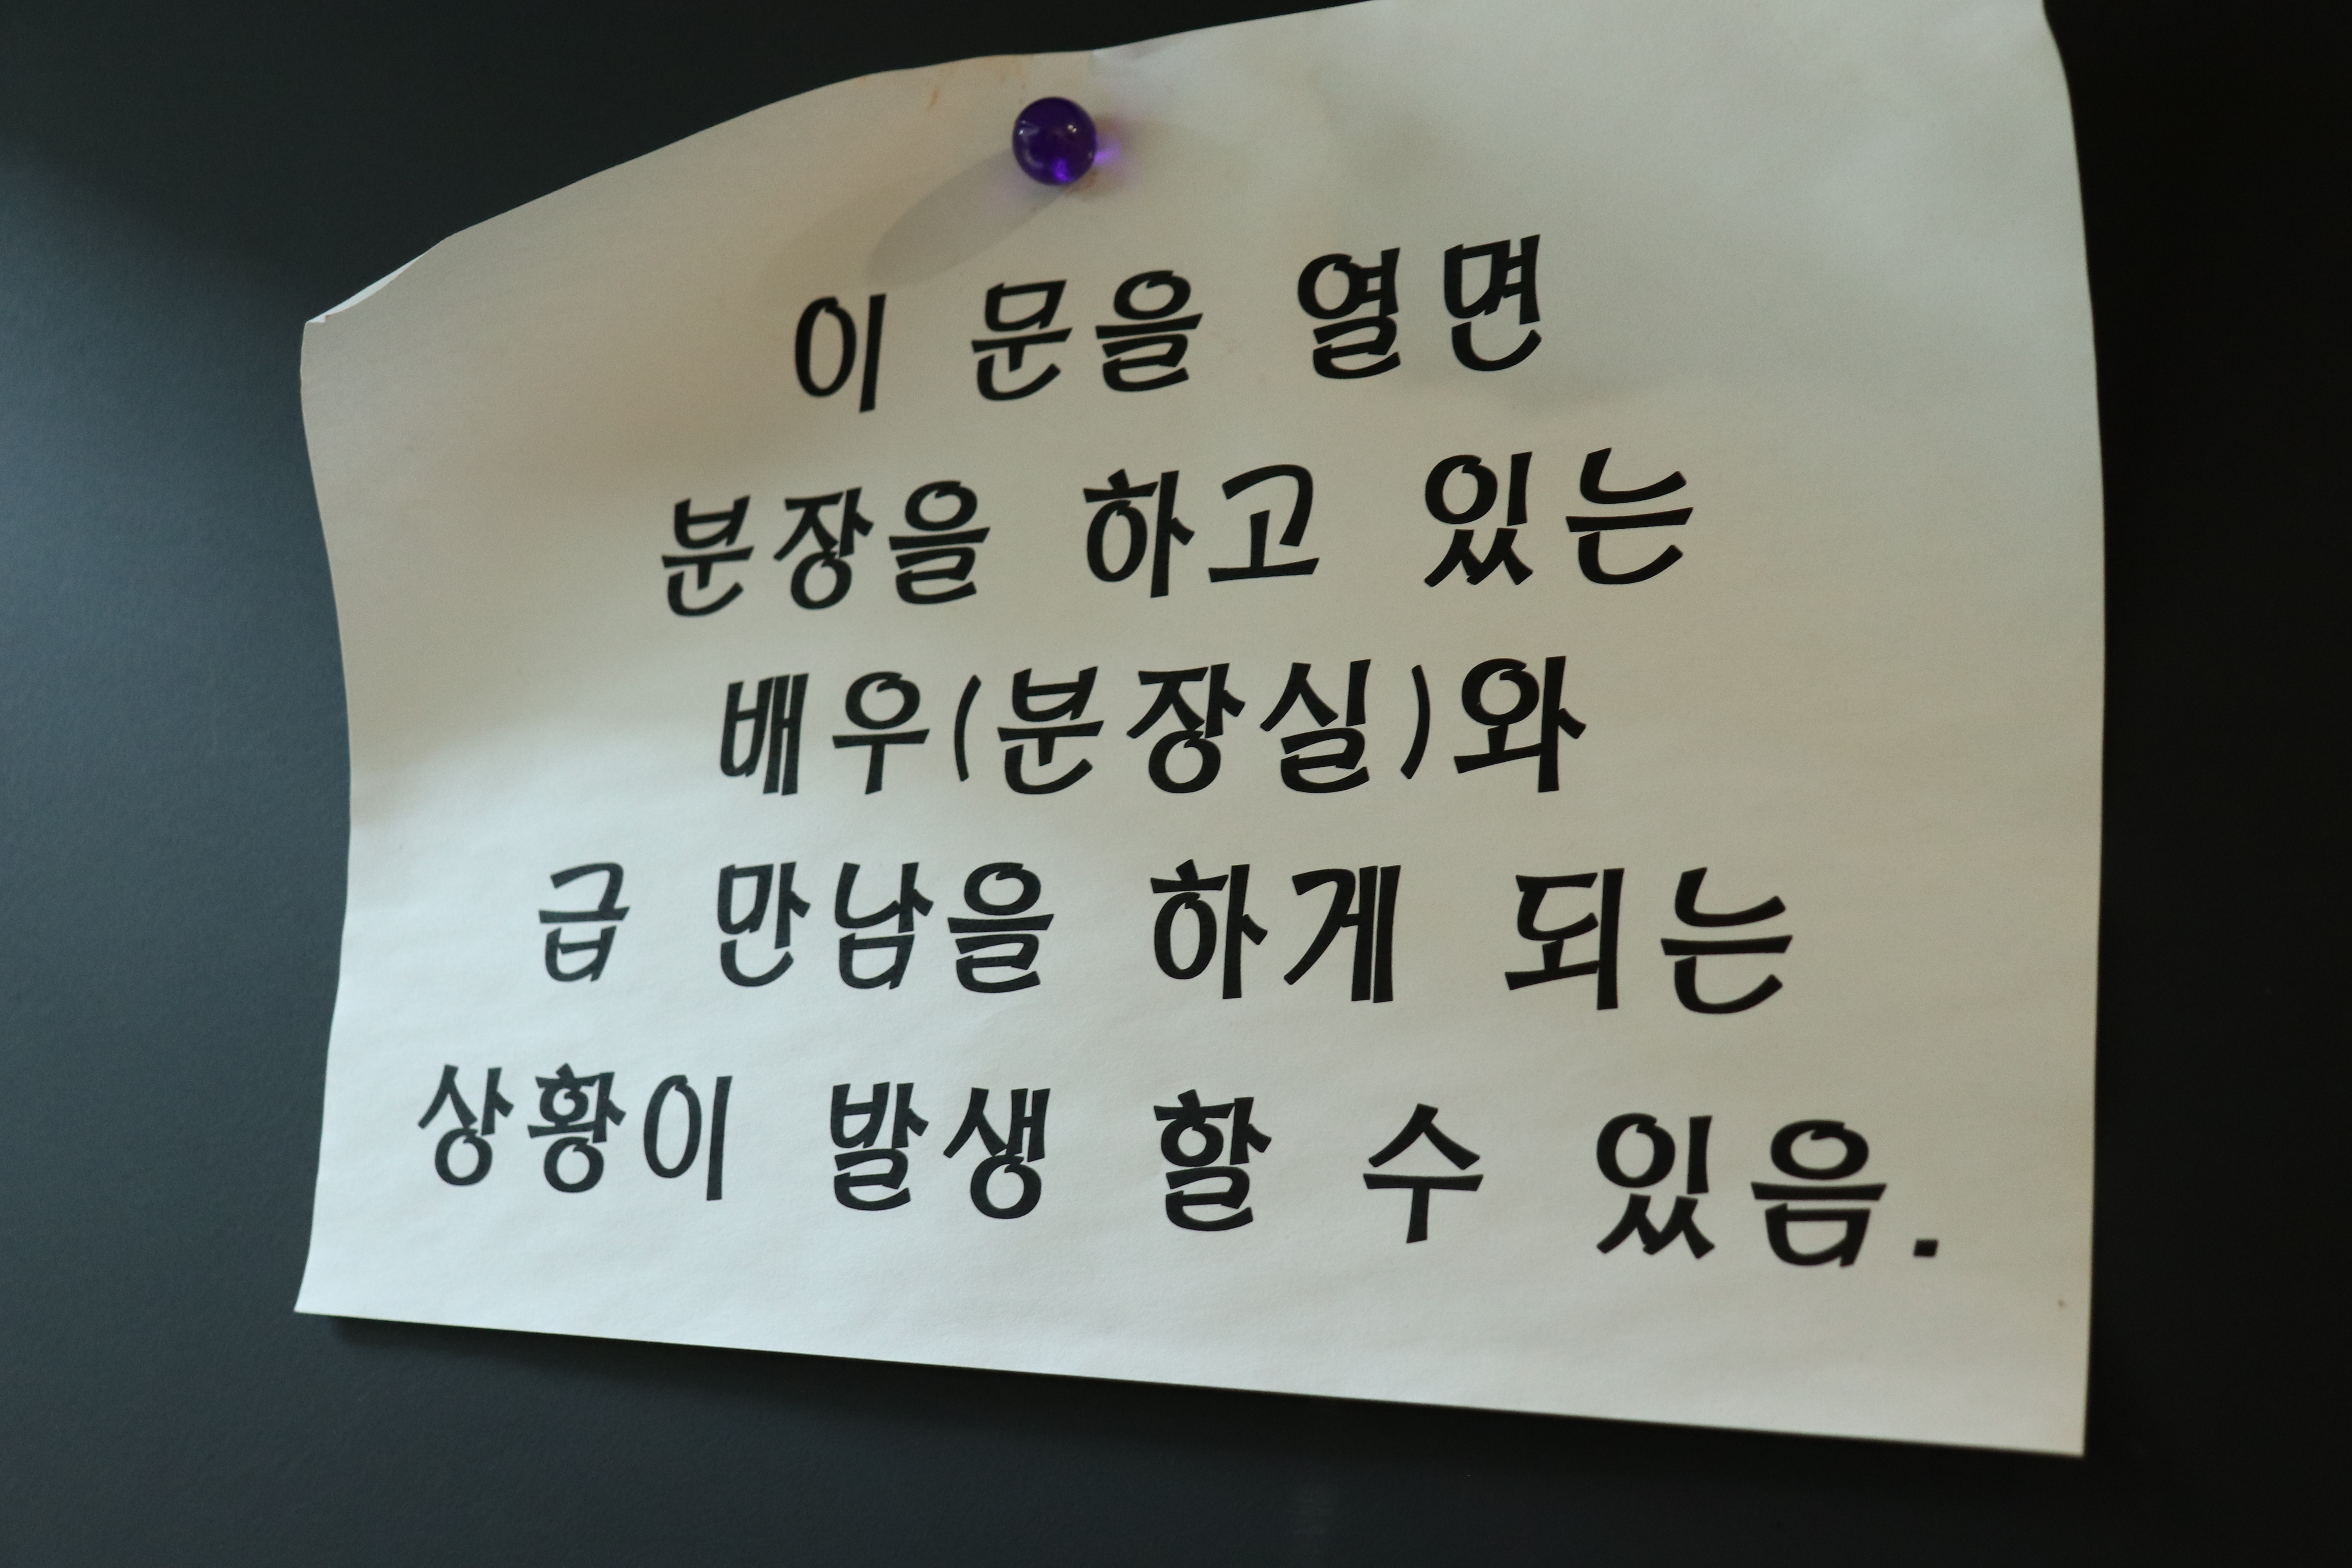 이 문을 열면
분장을 하고 있는
배우(분장실)와
급 만남을 하게 되는
상황이 발생 할 수 있음.